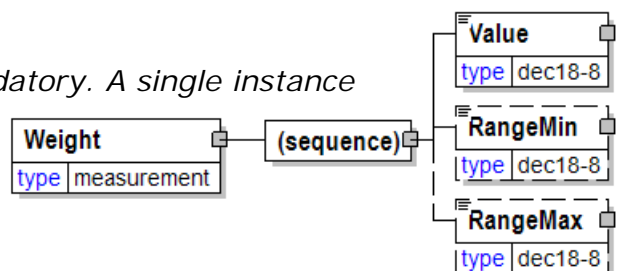 Value
type dec18-8
datory. A single instance
Weight
type measurement
(sequence)
RangeMin
type dec18-8
RangeMax
type dec18-8